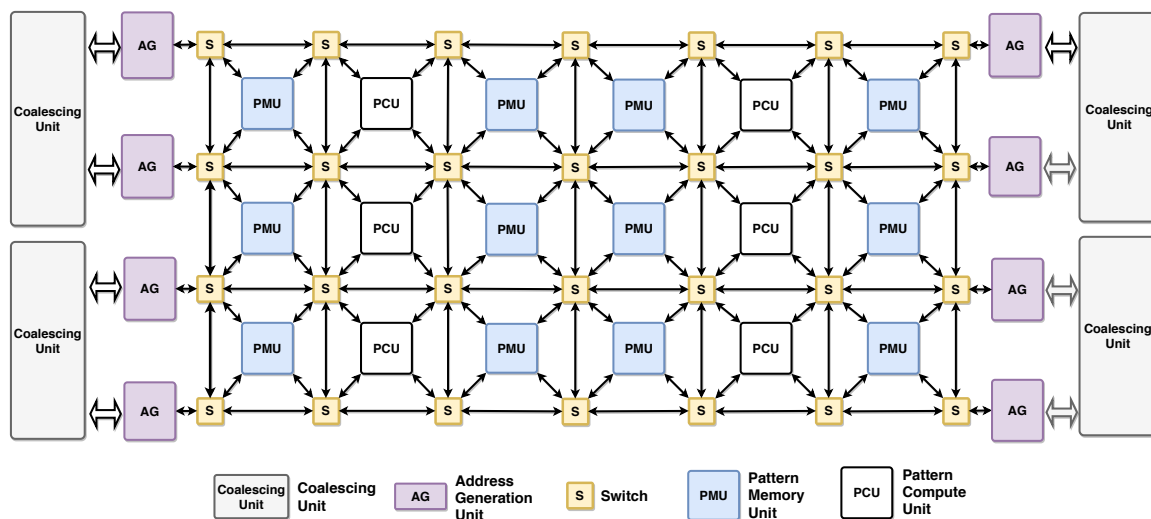 AG S S S S S S S AG
PMU PCU PMU PMU PCU PMU
Coalescing
Unit
Coalescing
Unit
AG S S S S S S S AG
PMU PCU PMU PMU PCU PMU
AG S S S S S S S AG
Coalescing
Unit
Coalescing
Unit
PMU PCU PMU PMU PCU PMU
AG S S S S S S S AG
Coalescing
Unit
Coalescing
Unit
AG
Address
Generation
Unit
S
Switch
PMU
Pattern
Memory
Unit
PCU
Pattern
Compute
Unit